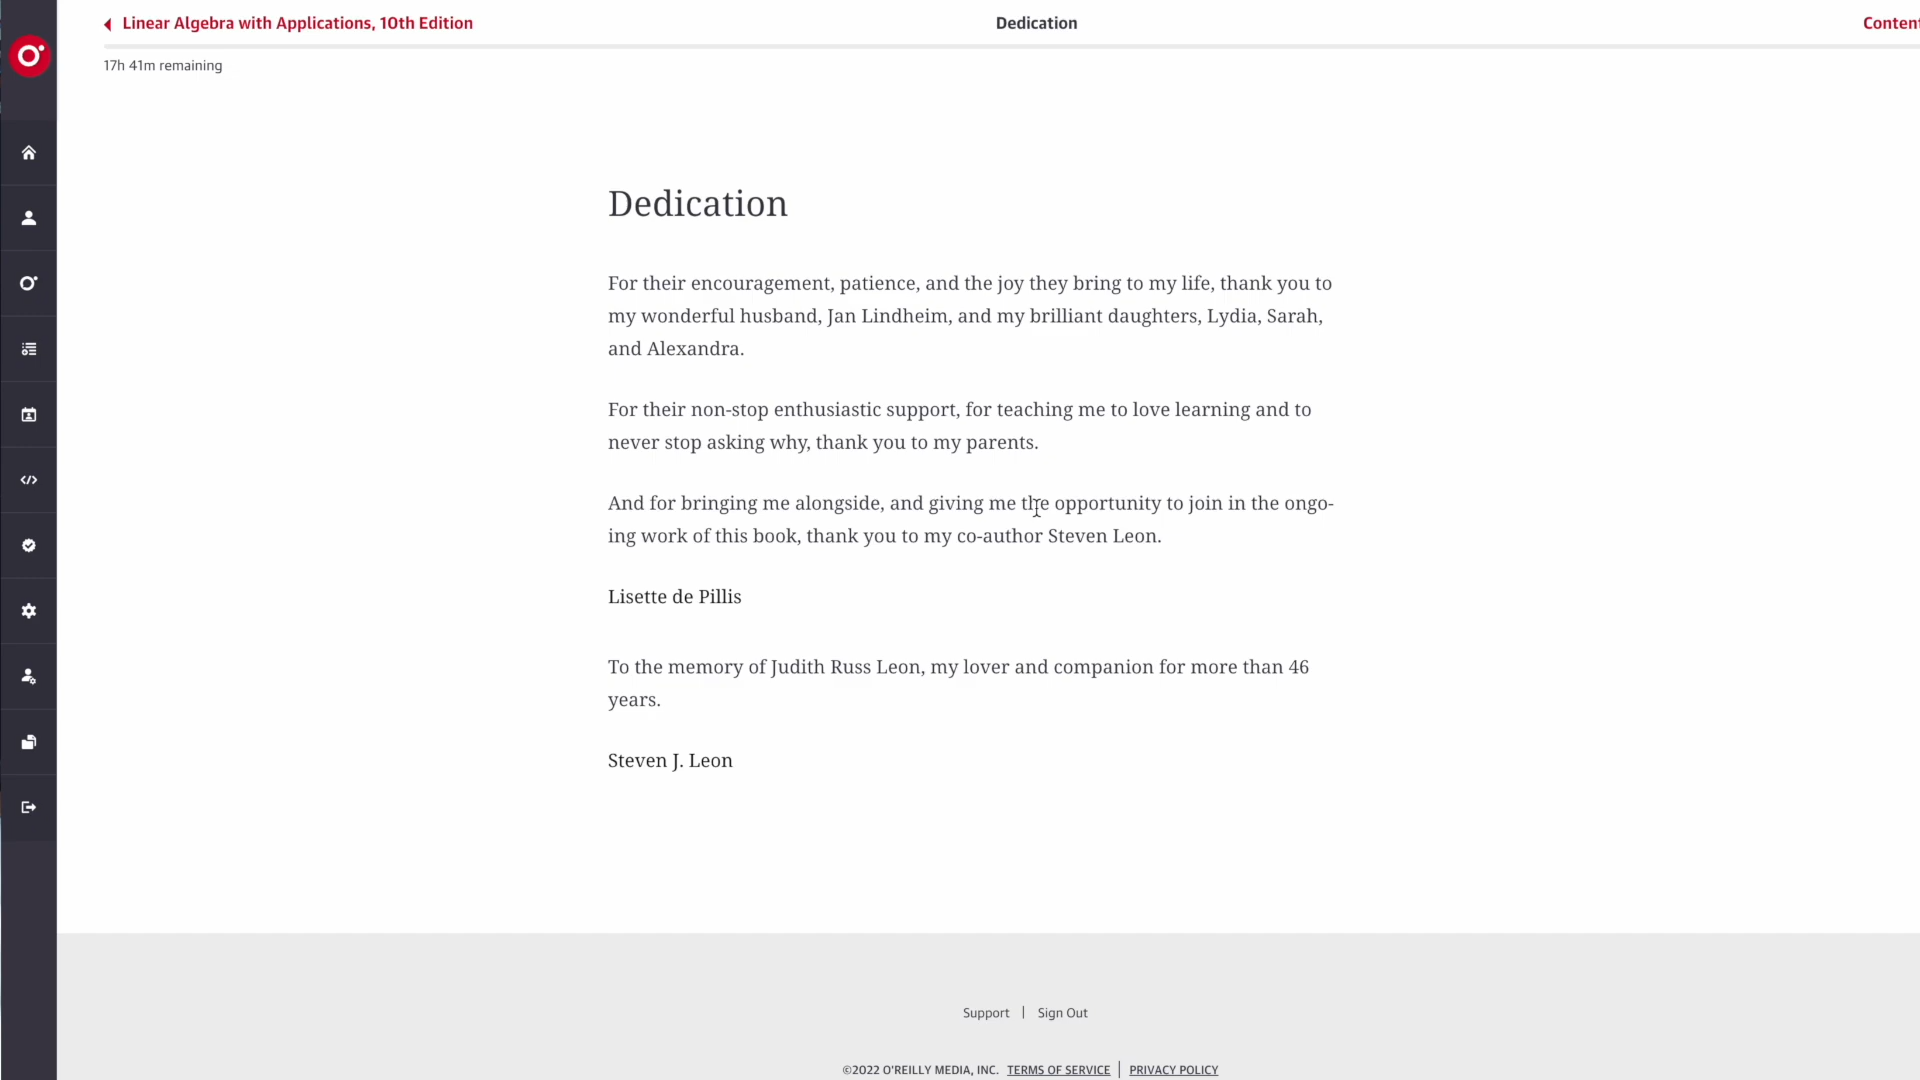 Linear Algebra with Applications, 10th Edition
Dedication
Content
17h 41m remaining
Dedication
For their encouragement, patience, and the joy they bring to my life, thank you to
my wonderful husband, Jan Lindheim, and my brilliant daughters, Lydia, Sarah,
and Alexandra.
For their non-stop enthusiastic support, for teaching me to love learning and to
never stop asking why, thank you to my parents.
And for bringing me alongside, and giving me the opportunity to join in the ongo-
ing work of this book, thank you to my co-author Steven Leon.
Lisette de Pillis
To the memory of Judith Russ Leon, my lover and companion for more than 46
years.
Steven J. Leon
Support | Sign Out
©2022 O'REILLY MEDIA, INC. TERMS OF SERVICE | PRIVACY POLICY